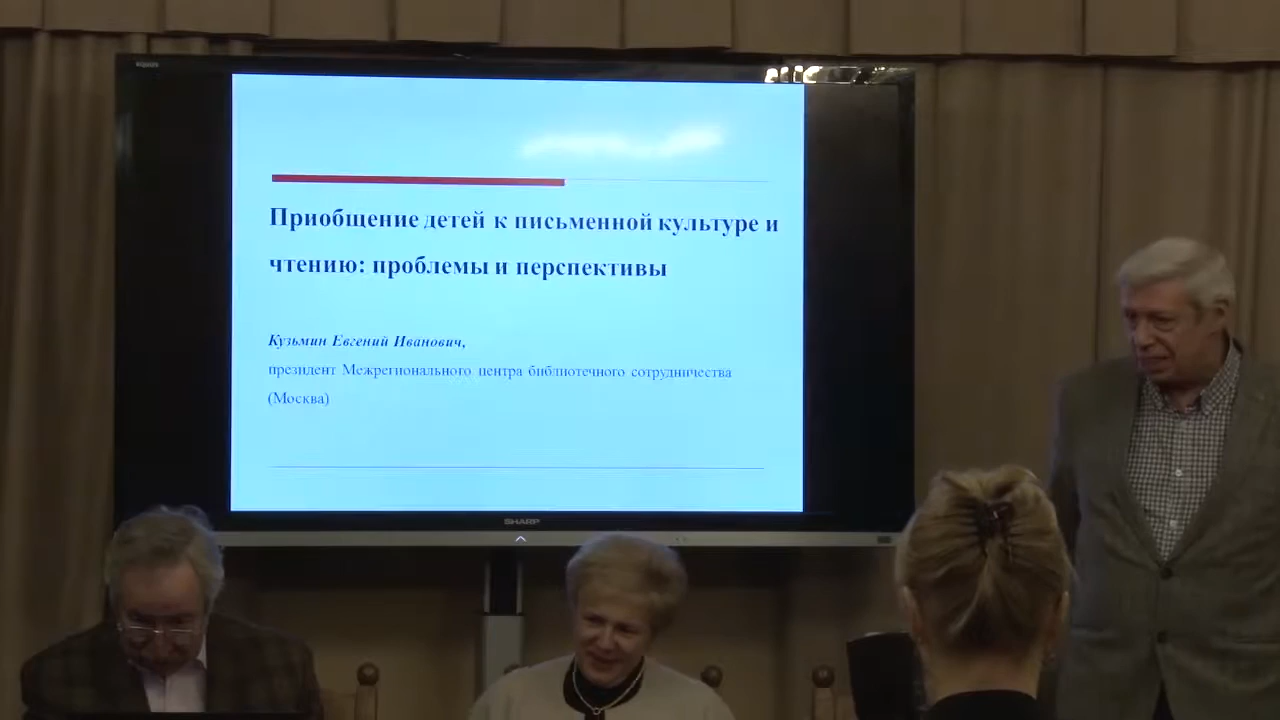 Приобщение детей к письменной культуре и
чтению: проблемы и перспективы
Кузьмин Евгений Иванович,
президент Межрегионального центра библиотечного сотрудничества
(Москва)
SHARP